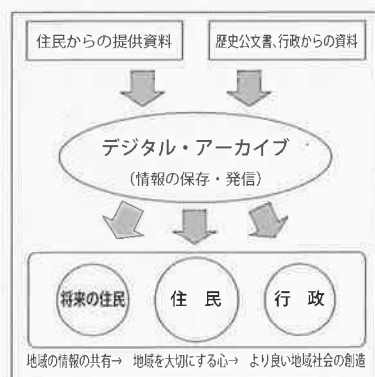 住民からの提供資料
歴史公文書、行政からの資料
デジタル・アーカイブ
（情報の保存・発信）
将来の住民
住　民
行　政
地域の情報の共有→　地域を大切にする心→　より良い地域社会の創造